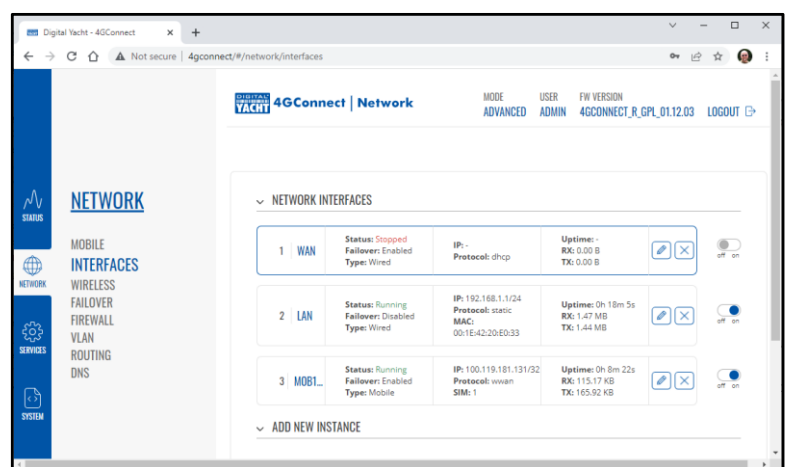 Digital Yacht - 4GConnect
Not secure | 4gconnect/#/network/interfaces
DIGITAL YACHT 4GConnect | Network
MODE
ADVANCED
USER
ADMIN
FW VERSION
4GCONNECT_R_GPL_01.12.03
LOGOUT
STATUS
NETWORK
SERVICES
SYSTEM
NETWORK
MOBILE
INTERFACES
WIRELESS
FAILOVER
FIREWALL
VLAN
ROUTING
DNS
NETWORK INTERFACES
1 WAN
Status: Stopped
Failover: Enabled
Type: Wired
IP: -
Protocol: dhcp
Uptime: -
RX: 0.00 B
TX: 0.00 B
off on
2 LAN
Status: Running
Failover: Disabled
Type: Wired
IP: 192.168.1.1/24
Protocol: static
MAC:
00:1E:42:20:E0:33
Uptime: 0h 18m 5s
RX: 1.47 MB
TX: 1.44 MB
off on
3 MOB1...
Status: Running
Failover: Enabled
Type: Mobile
IP: 100.119.181.131/32
Protocol: wwan
SIM: 1
Uptime: 0h 8m 22s
RX: 115.17 KB
TX: 165.92 KB
off on
ADD NEW INSTANCE